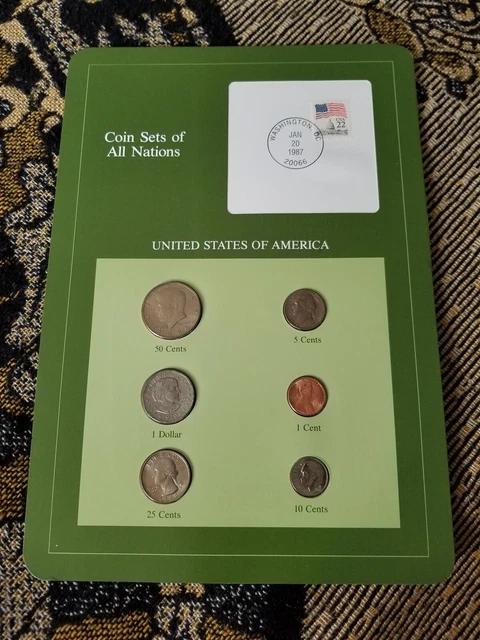 Coin Sets of
All Nations
WASHINGTON, DC
JAN
20
1987
20066
USA
22
UNITED STATES OF AMERICA
50 Cents
5 Cents
1 Dollar
1 Cent
25 Cents
10 Cents